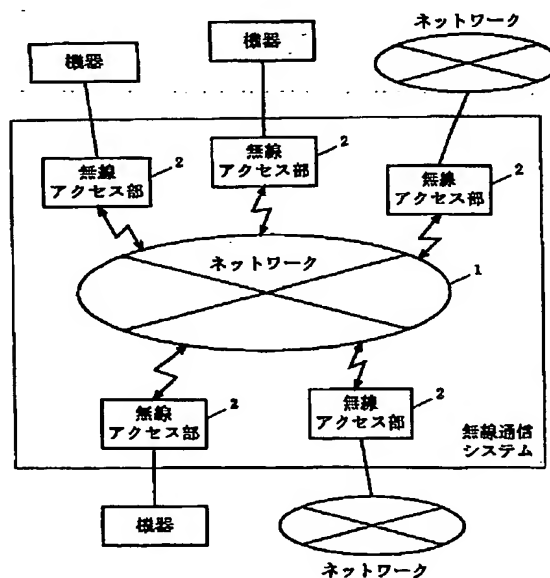 ネットワーク
機器
機器
無線
アクセス部
2
無線
アクセス部
2
無線
アクセス部
2
ネットワーク
1
無線
アクセス部
2
無線
アクセス部
2
無線通信
システム
機器
ネットワーク